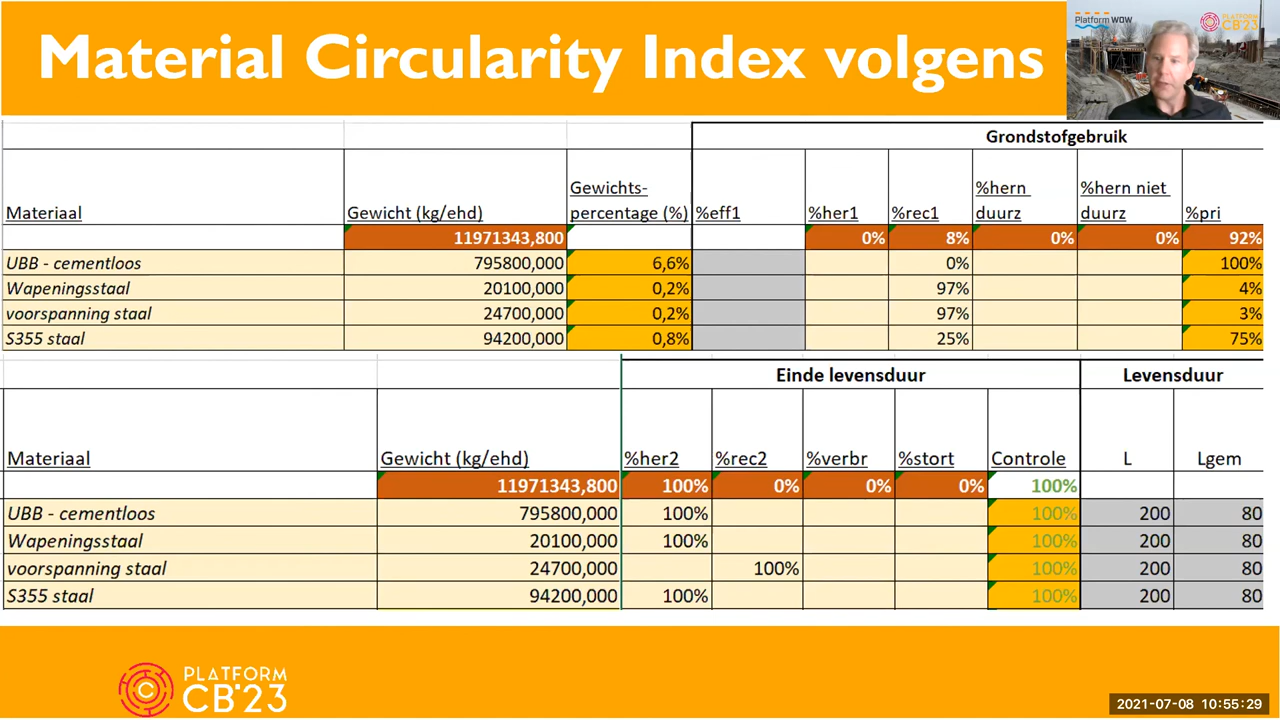 Material Circularity Index volgens
Platform WOW
PLATFORM
CB'23
Grondstofgebruik
Materiaal Gewicht (kg/ehd) Gewichts-percentage (%) %eff1 %her1 %rec1 %hern duurz %hern niet duurz %pri
11971343,800 0% 8% 0% 0% 92%
UBB - cementloos 795800,000 6,6% 0% 100%
Wapeningsstaal 20100,000 0,2% 97% 4%
voorspanning staal 24700,000 0,2% 97% 3%
S355 staal 94200,000 0,8% 25% 75%
Einde levensduur Levensduur
Materiaal Gewicht (kg/ehd) %her2 %rec2 %verbr %stort Controle L Lgem
11971343,800 100% 0% 0% 0% 100%
UBB - cementloos 795800,000 100% 100% 200 80
Wapeningsstaal 20100,000 100% 100% 200 80
voorspanning staal 24700,000 100% 100% 200 80
S355 staal 94200,000 100% 100% 200 80
PLATFORM
CB'23
2021-07-08 10:55:29